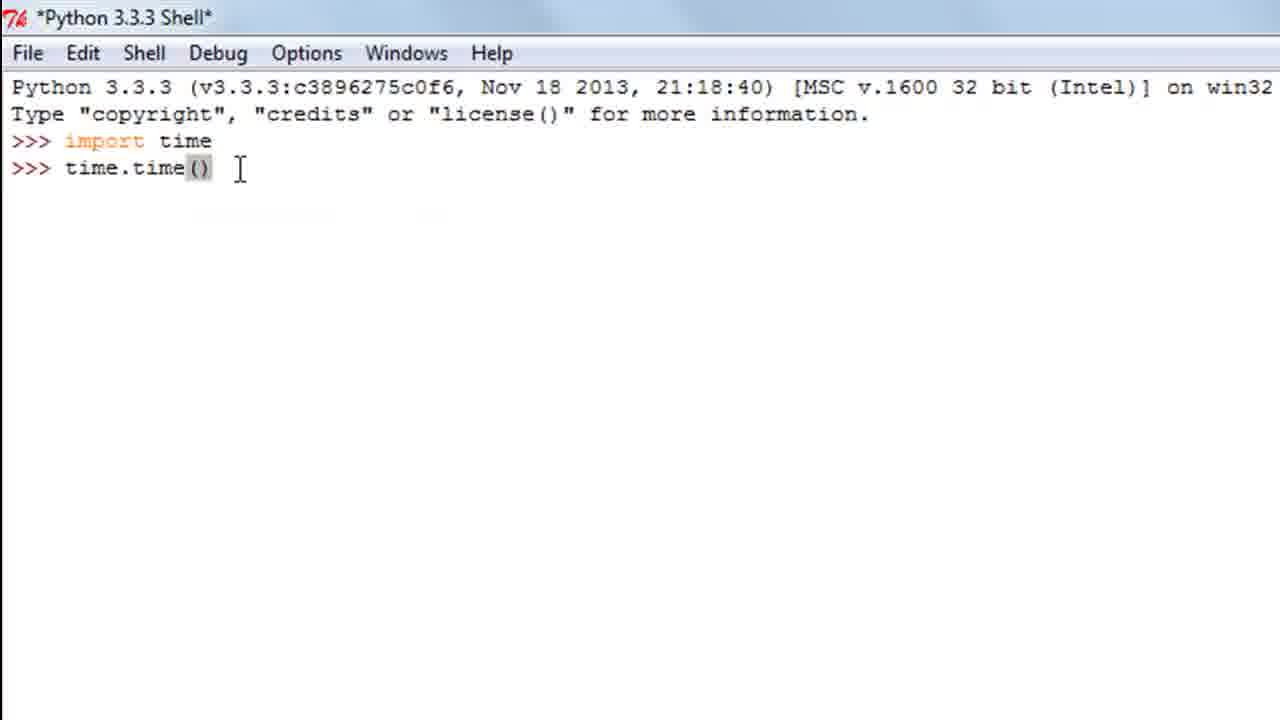 *Python 3.3.3 Shell*
File Edit Shell Debug Options Windows Help
Python 3.3.3 (v3.3.3:c3896275c0f6, Nov 18 2013, 21:18:40) [MSC v.1600 32 bit (Intel)] on win32
Type "copyright", "credits" or "license()" for more information.
>>> import time
>>> time.time()